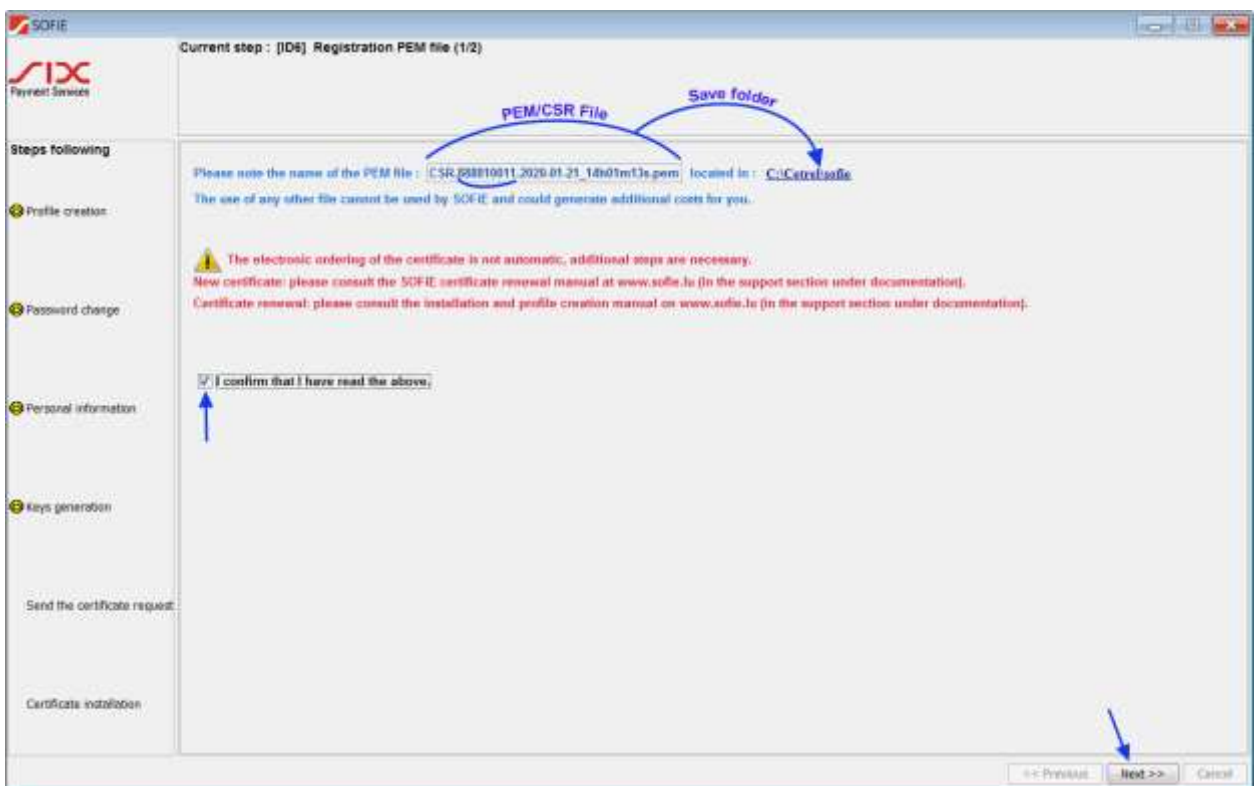 SOFIE
SIX
Payment Services
Current step : [ID6] Registration PEM file (1/2)
PEM/CSR File
Save folder
Steps following
Profile creation
Password change
Personal information
Keys generation
Send the certificate request
Certificate installation
Please note the name of the PEM file : CSR.888810011.2020-01-21_14h01m13s.pem located in : C:\Cetrel\sofie
The use of any other file cannot be used by SOFIE and could generate additional costs for you.
The electronic ordering of the certificate is not automatic, additional steps are necessary.
New certificate: please consult the SOFIE certificate renewal manual at www.sofie.lu (in the support section under documentation).
Certificate renewal: please consult the installation and profile creation manual on www.sofie.lu (in the support section under documentation).
I confirm that I have read the above.
<< Previous Next >> Cancel